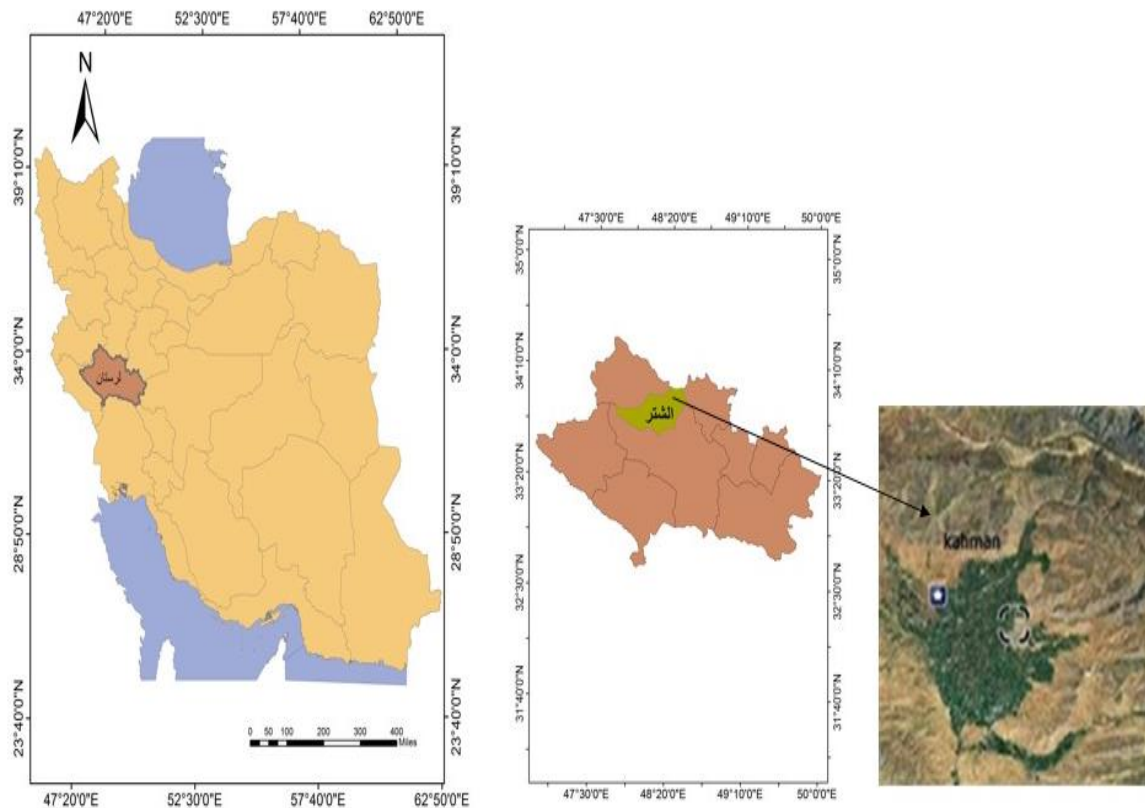 47°20'0"E 52°30'0"E 57°40'0"E 62°50'0"E
N
39°10'0"N 39°10'0"N
34°0'0"N 34°0'0"N
لرستان
28°50'0"N 28°50'0"N
23°40'0"N 23°40'0"N
0 50 100 200 300 400
Miles
47°20'0"E 52°30'0"E 57°40'0"E 62°50'0"E
47°30'0"E 48°20'0"E 49°10'0"E 50°0'0"E
35°0'0"N 35°0'0"N
34°10'0"N 34°10'0"N
الشتر
33°20'0"N 33°20'0"N
32°30'0"N 32°30'0"N
31°40'0"N 31°40'0"N
47°30'0"E 48°20'0"E 49°10'0"E 50°0'0"E
kahman